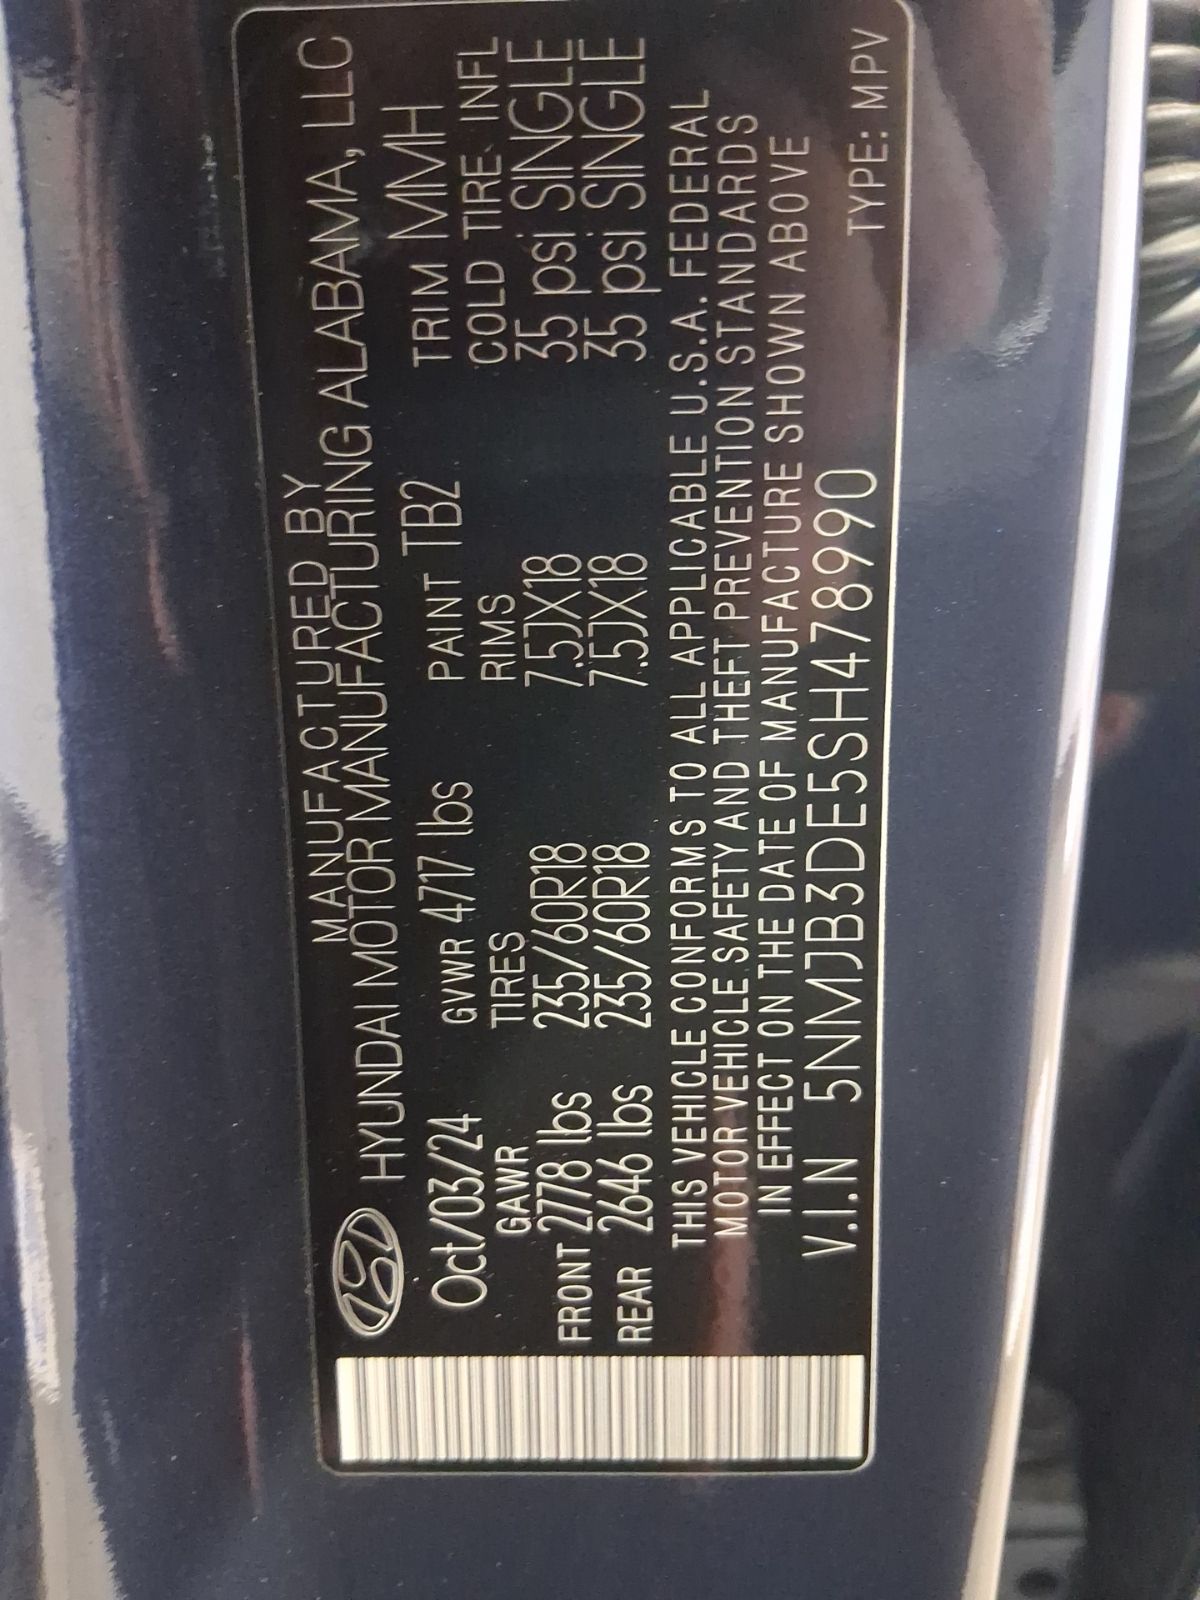 MANUFACTURED BY
HYUNDAI MOTOR MANUFACTURING ALABAMA, LLC
Oct/03/24 GVWR 4717 lbs PAINT TB2 TRIM MMH
GAWR TIRES RIMS COLD TIRE INFL
FRONT 2778 lbs 235/60R18 7.5JX18 35 psi SINGLE
REAR 2646 lbs 235/60R18 7.5JX18 35 psi SINGLE
THIS VEHICLE CONFORMS TO ALL APPLICABLE U.S.A. FEDERAL
MOTOR VEHICLE SAFETY AND THEFT PREVENTION STANDARDS
IN EFFECT ON THE DATE OF MANUFACTURE SHOWN ABOVE
V.I.N 5NMJB3DE5SH478990 TYPE: MPV